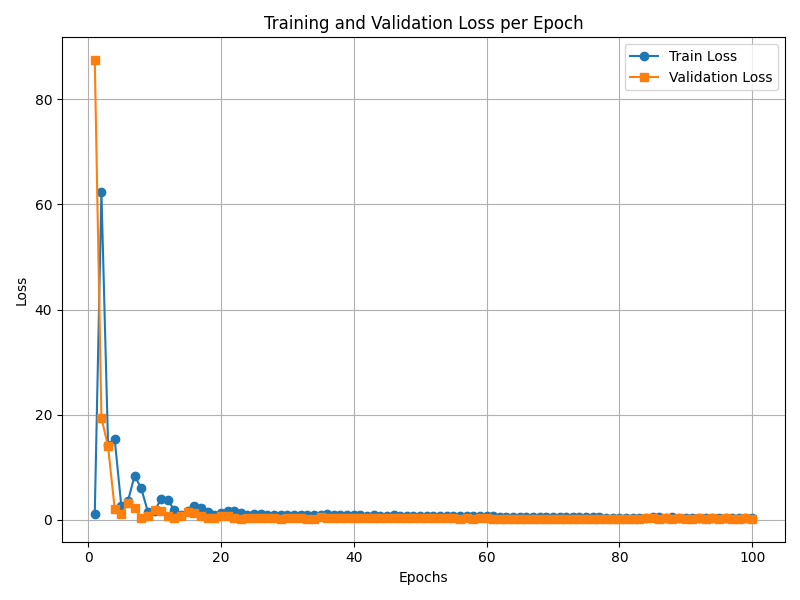 Training and Validation Loss per Epoch
Train Loss
Validation Loss
80
60
40
20
0
Loss
0 20 40 60 80 100
Epochs